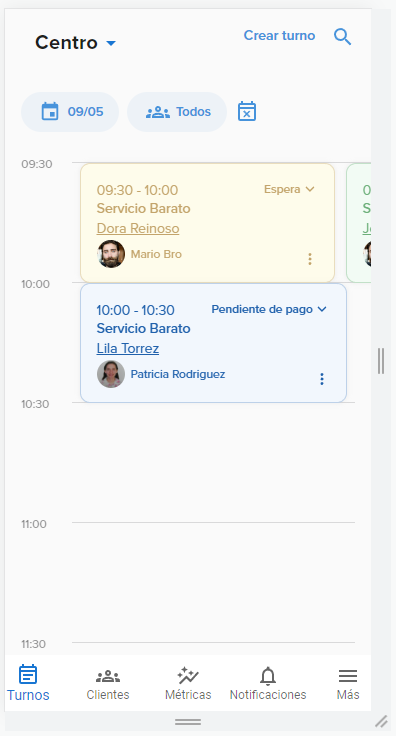 Centro
Crear turno
09/05
Todos
09:30
09:30 - 10:00
Espera
Servicio Barato
Dora Reinoso
Mario Bro
10:00
10:00 - 10:30
Pendiente de pago
Servicio Barato
Lila Torrez
Patricia Rodriguez
10:30
11:00
11:30
Turnos
Clientes
Métricas
Notificaciones
Más